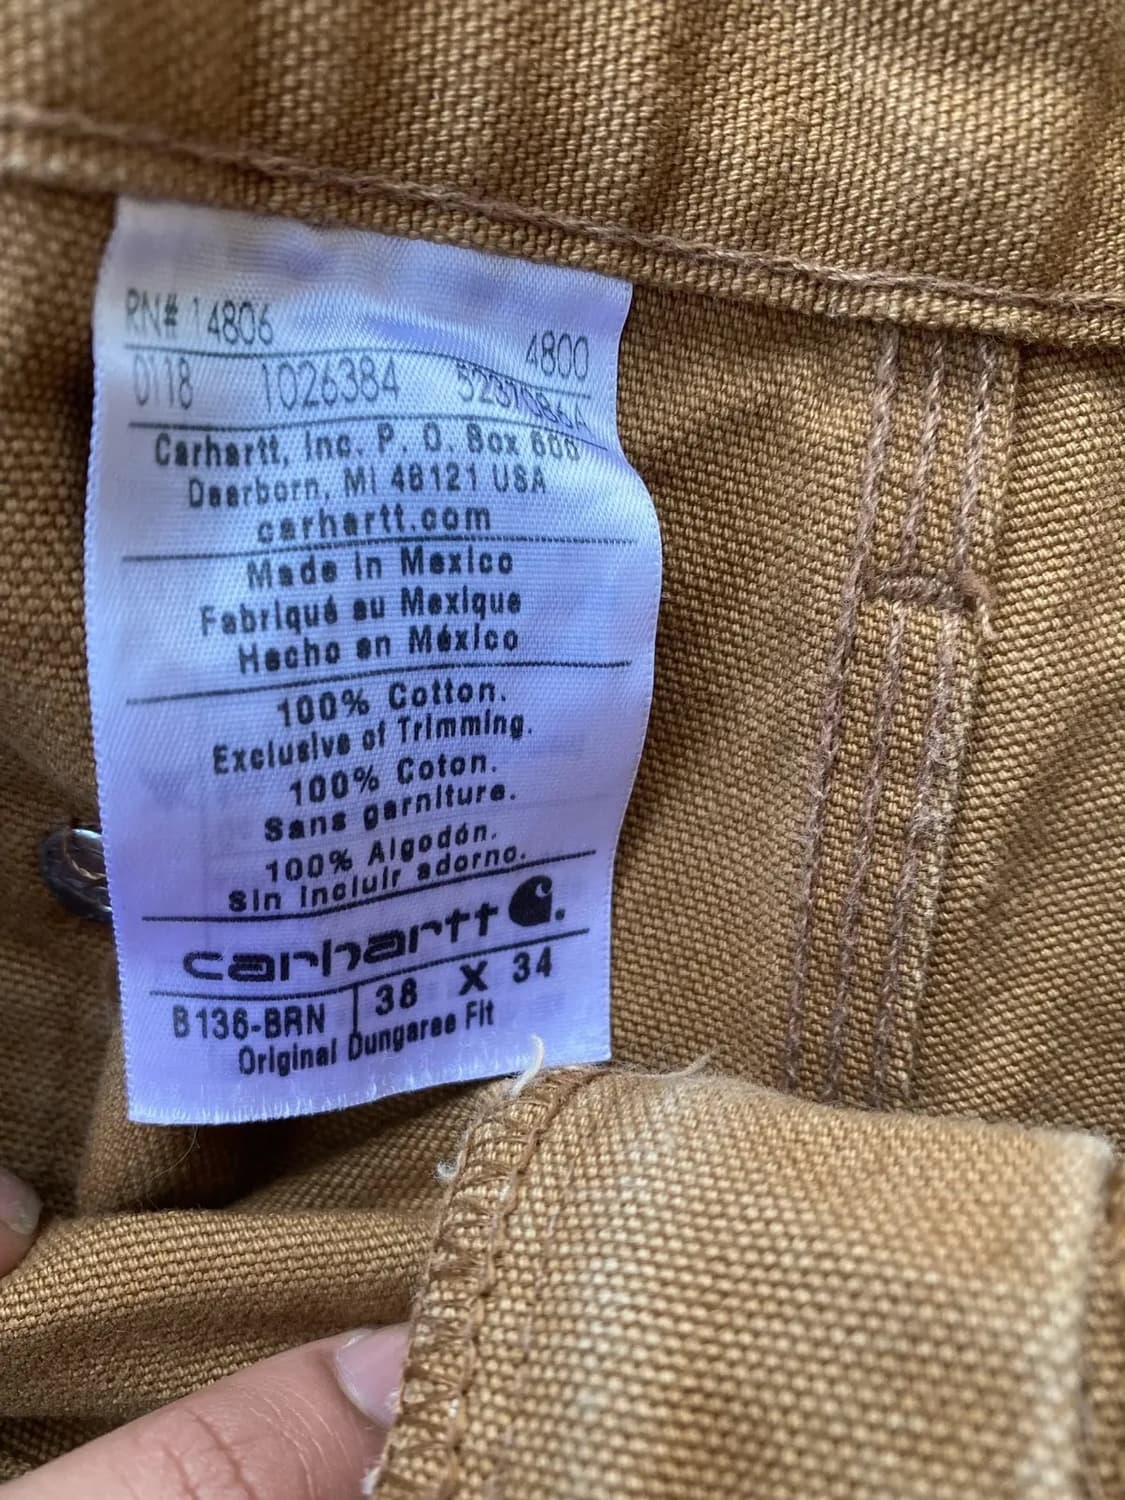 RN# 14806
4800
0118 1026384
Carhartt, Inc. P. O. Box 600
Dearborn, MI 48121 USA
carhartt.com
Made in Mexico
Fabriqué au Mexique
Hecho en México
100% Cotton.
Exclusive of Trimming.
100% Coton.
Sans garniture.
100% Algodón.
Sin incluir adorno.
carhartt
B136-BRN 38 X 34
Original Dungaree Fit